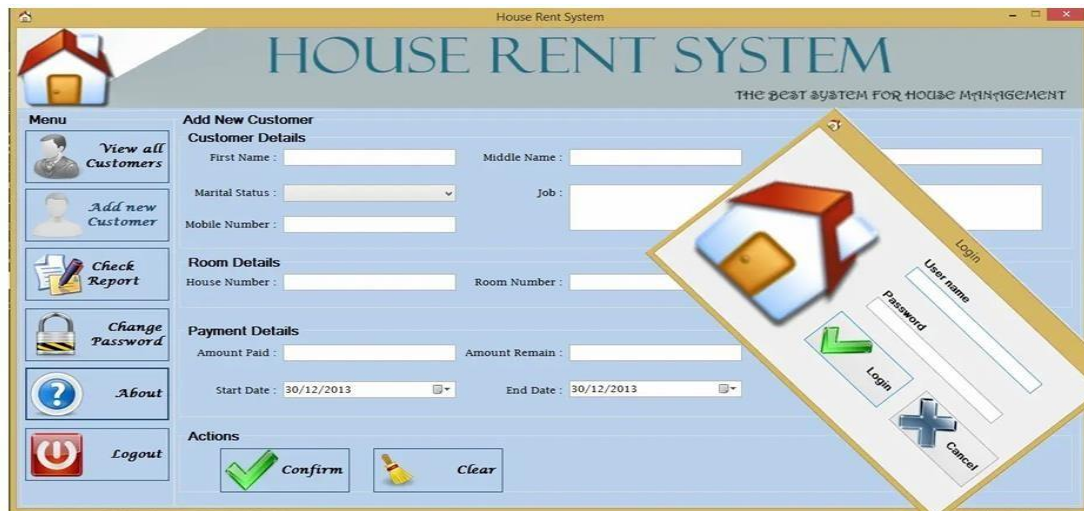 House Rent System
HOUSE RENT SYSTEM
THE BEST SYSTEM FOR HOUSE MANAGEMENT
Menu
View all
Customers
Add new
Customer
Check
Report
Change
Password
About
Logout
Add New Customer
Customer Details
First Name :
Middle Name :
Marital Status :
Job :
Mobile Number :
Room Details
House Number :
Room Number :
Payment Details
Amount Paid :
Amount Remain :
Start Date : 30/12/2013
End Date : 30/12/2013
Actions
Confirm
Clear
Login
User name
Password
Login
Cancel